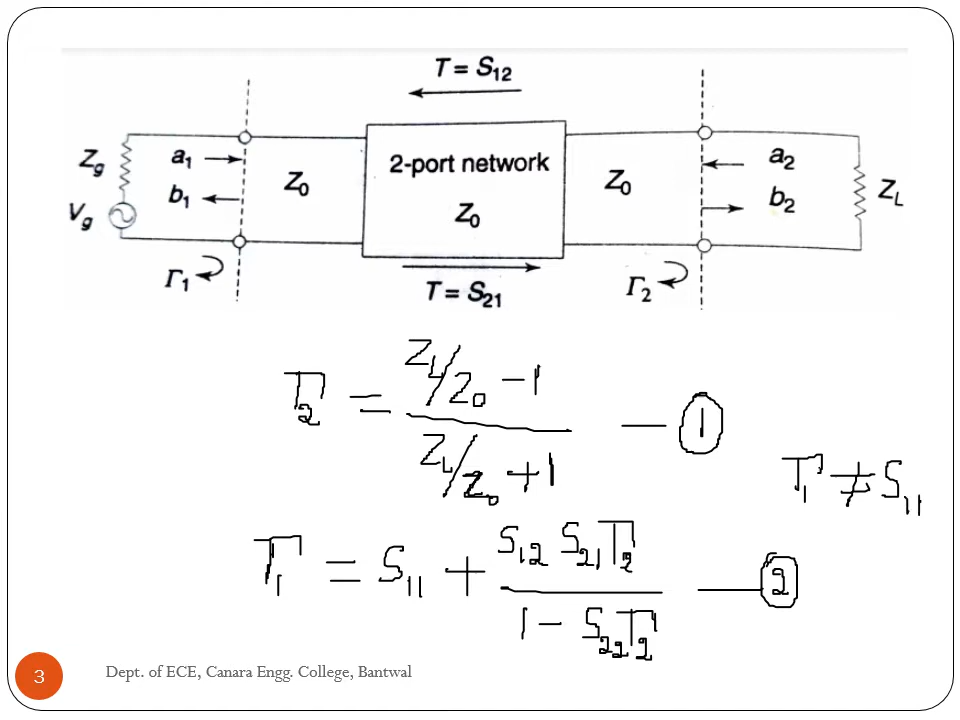 T = S12
Zg
a1
b1
Vg
Z0
2-port network
Z0
Z0
a2
b2
ZL
Γ1
T = S21
Γ2
Γ2 = (ZL/Z0 - 1) / (ZL/Z0 + 1) — 1
Γ1 ≠ S11
Γ1 = S11 + S12 S21 Γ2 / (1 - S22 Γ2) — 2
3
Dept. of ECE, Canara Engg. College, Bantwal